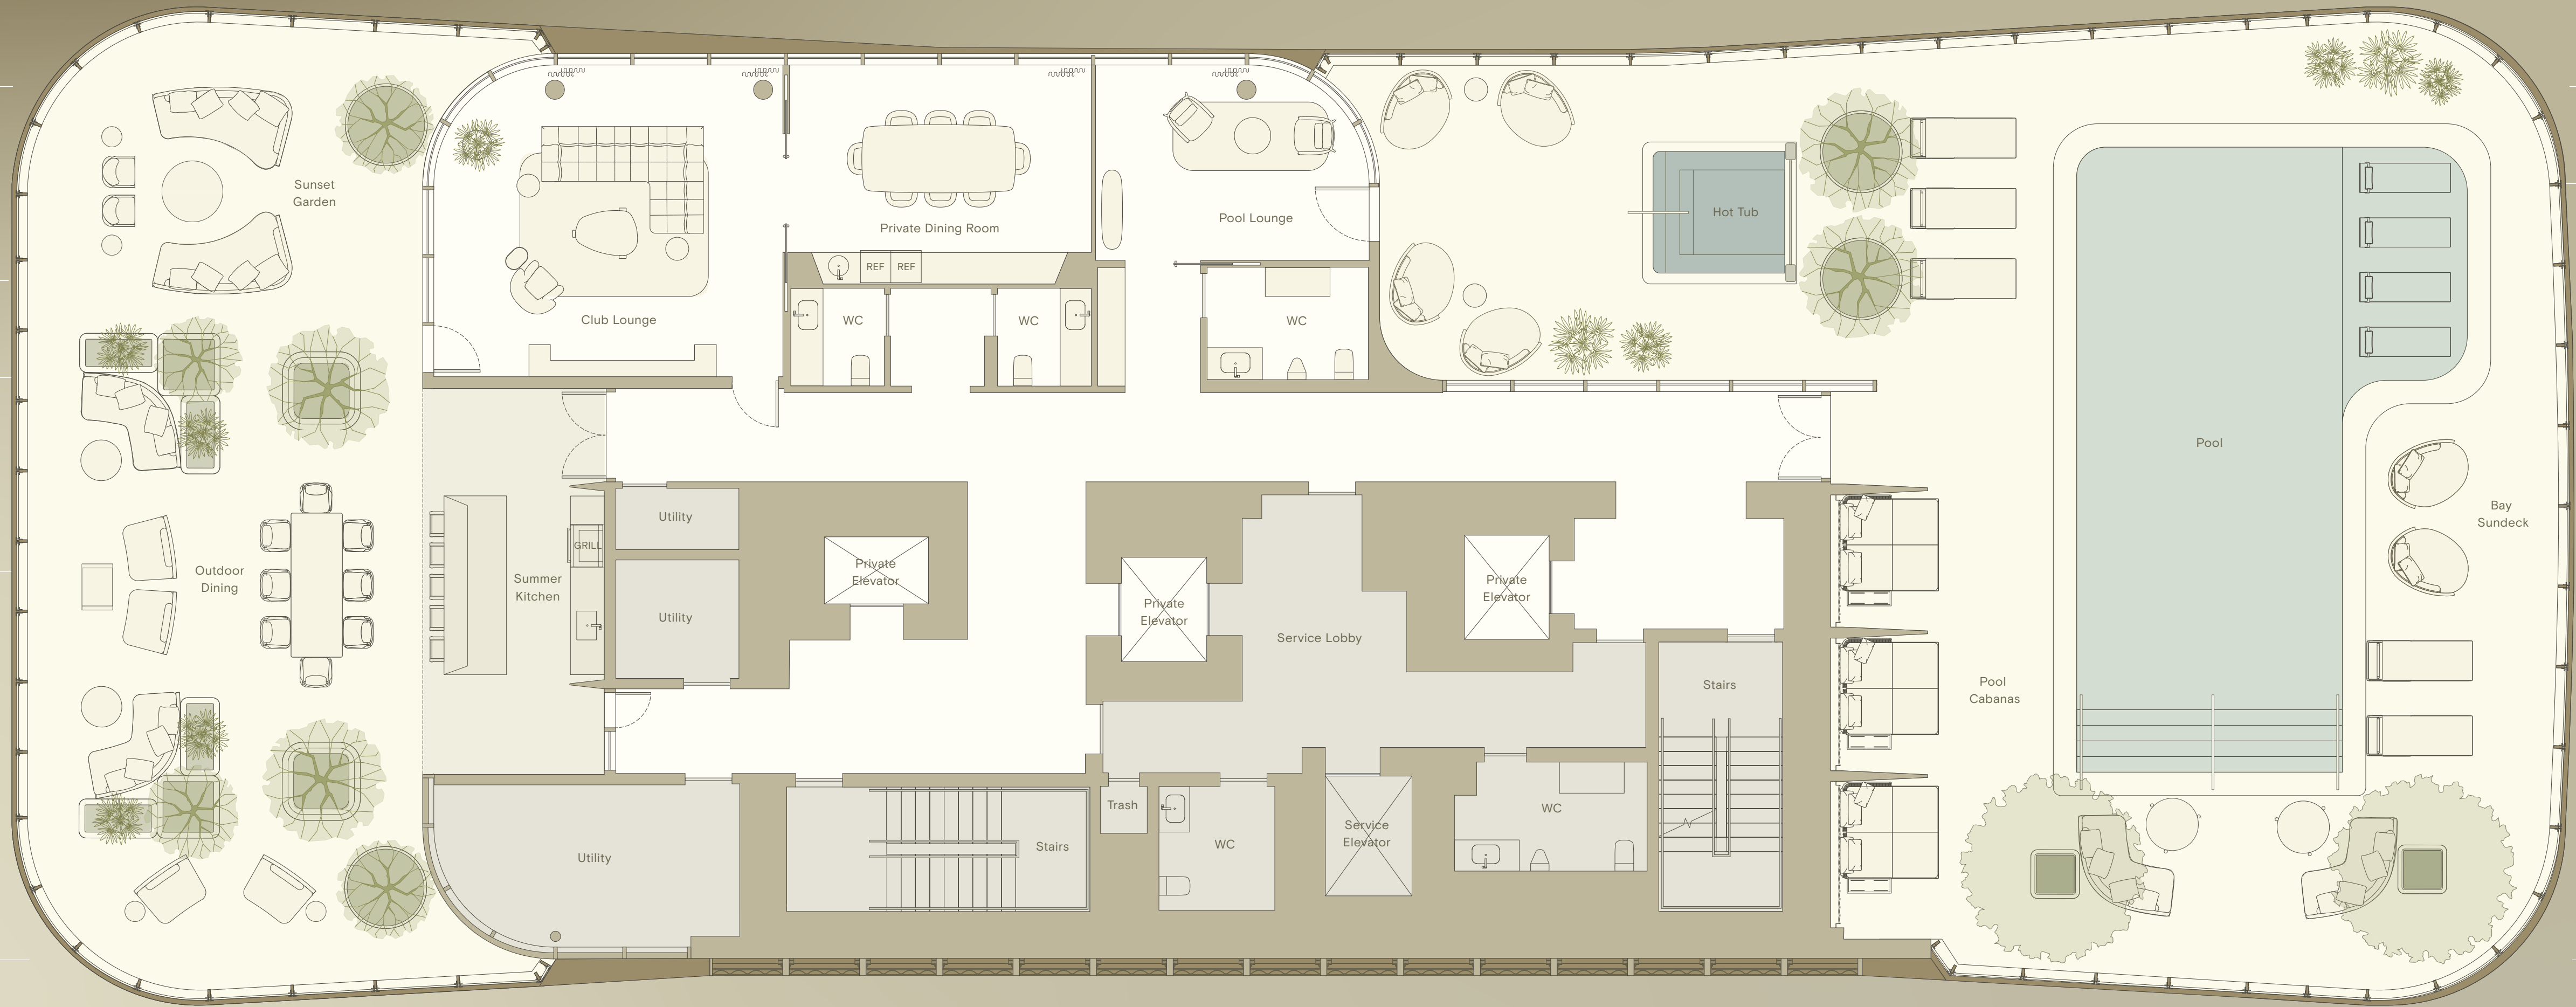 Sunset
Garden
Private Dining Room
Pool Lounge
Hot Tub
REF
REF
Club Lounge
WC
WC
WC
Pool
Utility
GRILL
Bay
Sundeck
Outdoor
Dining
Summer
Kitchen
Private
Elevator
Private
Elevator
Private
Elevator
Utility
Service Lobby
Stairs
Pool
Cabanas
Trash
WC
Service
Elevator
WC
Stairs
Utility